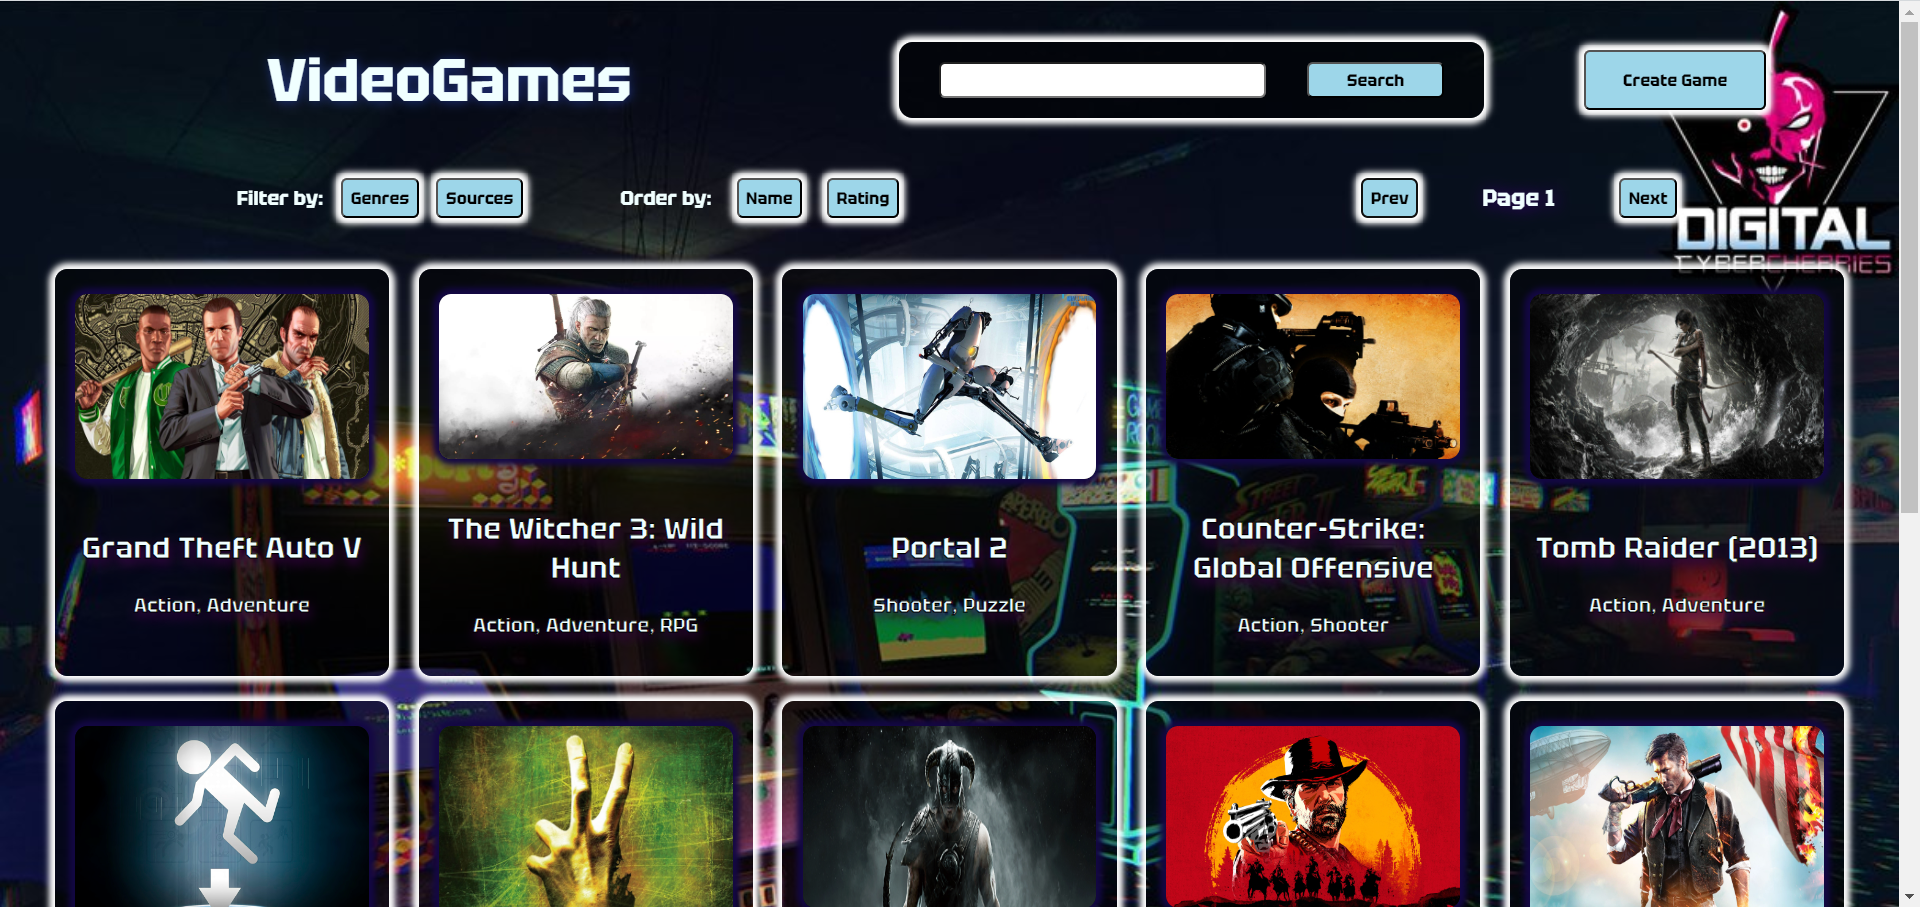 VideoGames
Search
Create Game
Filter by:
Genres
Sources
Order by:
Name
Rating
Prev
Page 1
Next
DIGITAL
CYBERCHERRIES
Grand Theft Auto V
Action, Adventure
The Witcher 3: Wild
Hunt
Action, Adventure, RPG
Portal 2
Shooter, Puzzle
Counter-Strike:
Global Offensive
Action, Shooter
Tomb Raider (2013)
Action, Adventure